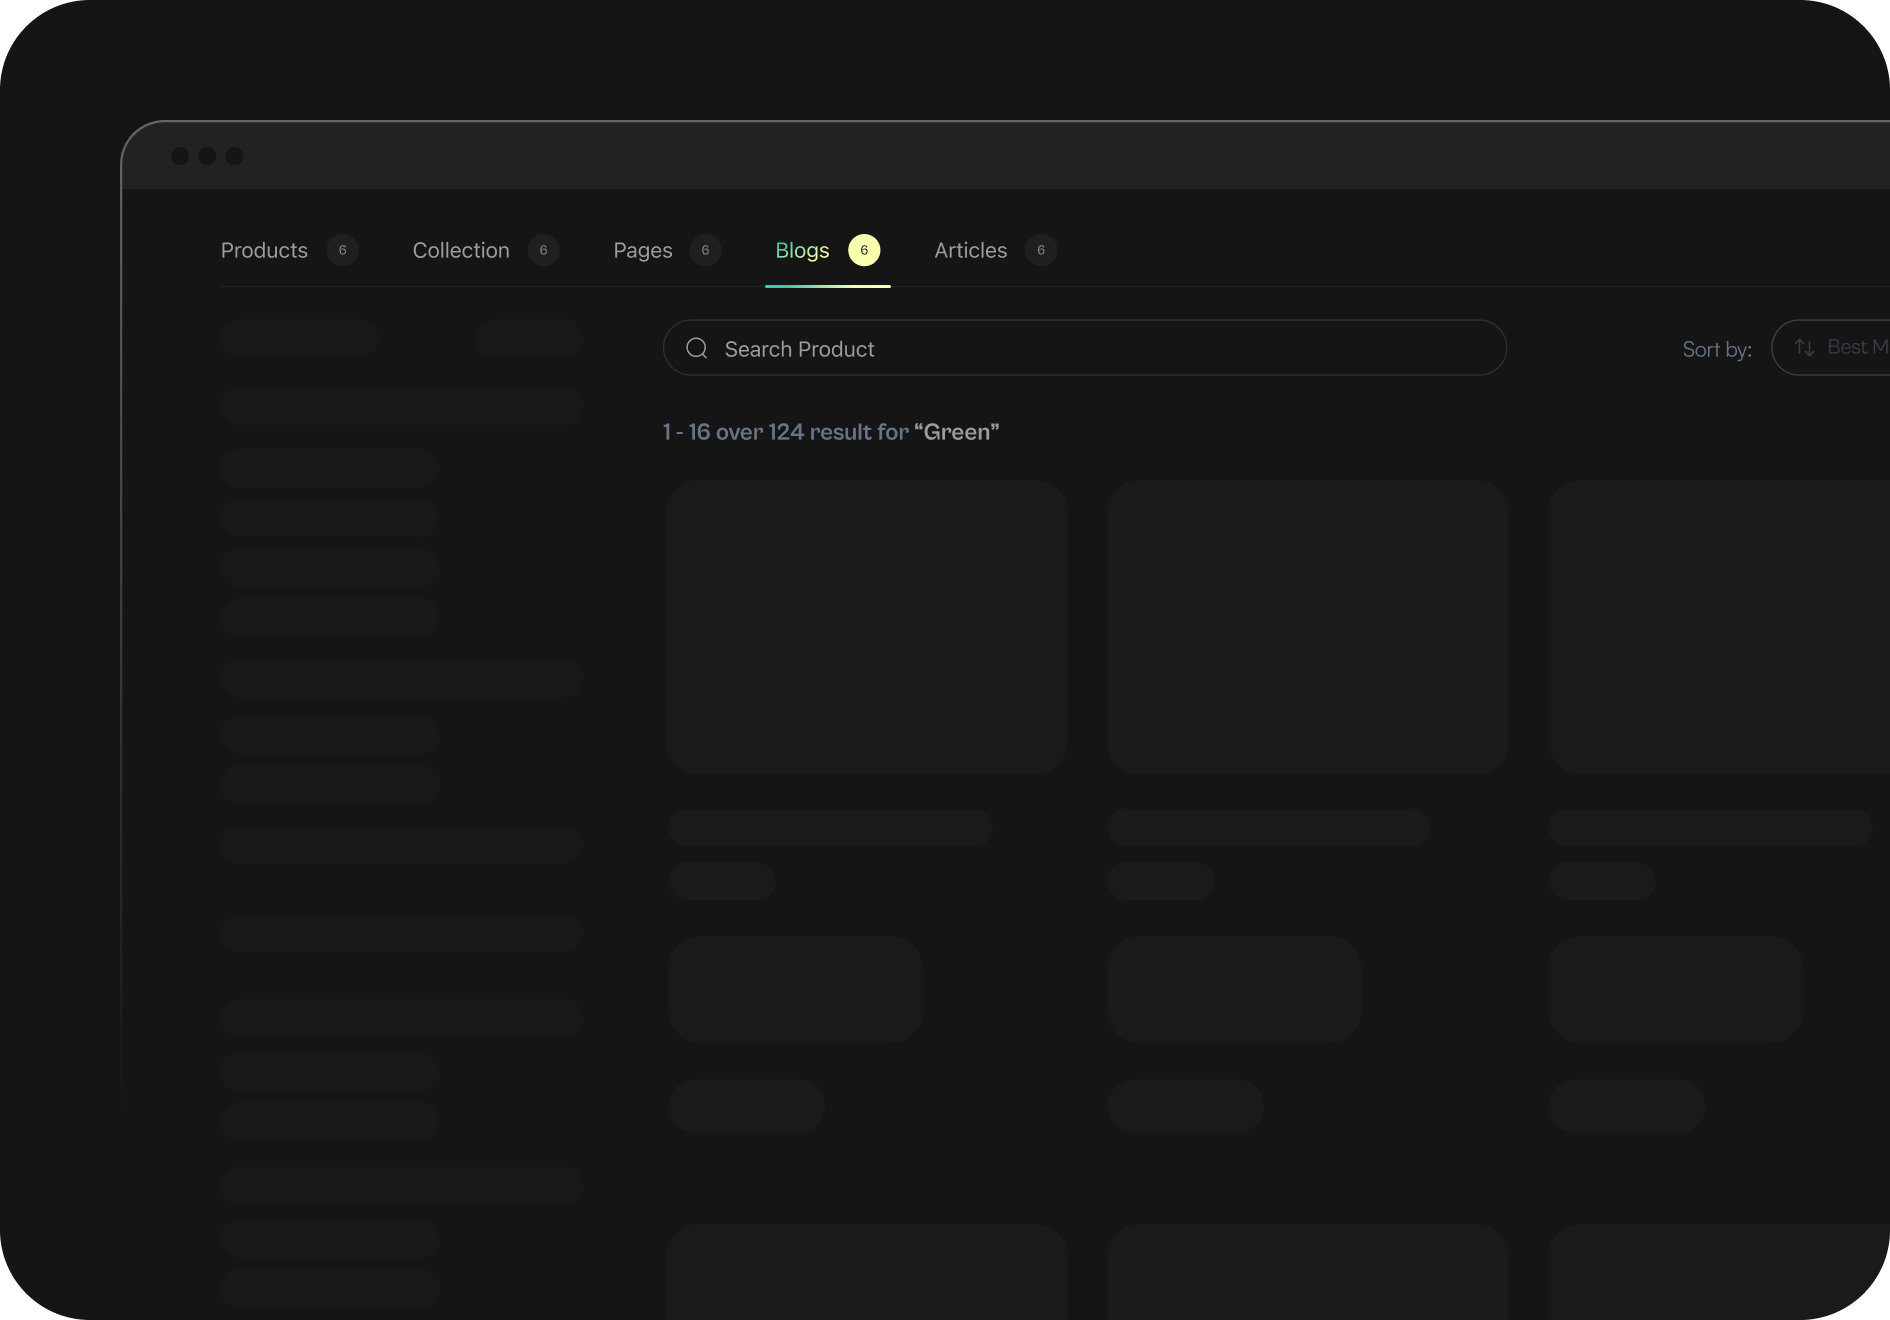 Products 6 Collection 6 Pages 6 Blogs 6 Articles 6
Search Product
Sort by: Best M
1 - 16 over 124 result for “Green”